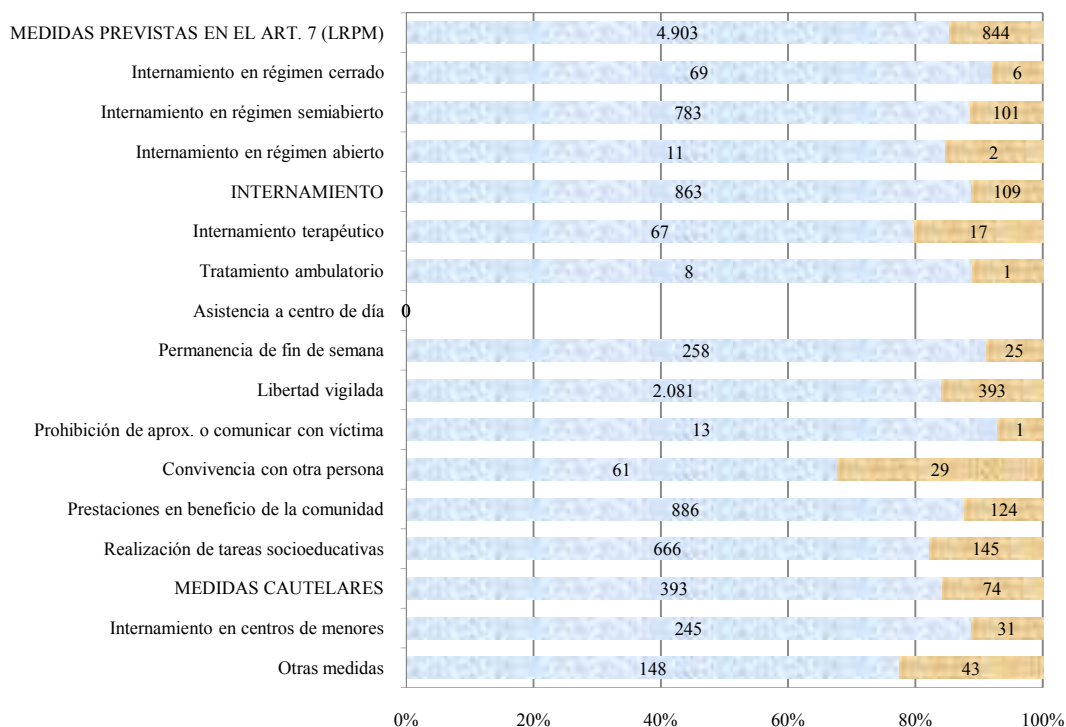 MEDIDAS PREVISTAS EN EL ART. 7 (LRPM) 4.903 844
Internamiento en régimen cerrado 69 6
Internamiento en régimen semiabierto 783 101
Internamiento en régimen abierto 11 2
INTERNAMIENTO 863 109
Internamiento terapéutico 67 17
Tratamiento ambulatorio 8 1
Asistencia a centro de día 0
Permanencia de fin de semana 258 25
Libertad vigilada 2.081 393
Prohibición de aprox. o comunicar con víctima 13 1
Convivencia con otra persona 61 29
Prestaciones en beneficio de la comunidad 886 124
Realización de tareas socioeducativas 666 145
MEDIDAS CAUTELARES 393 74
Internamiento en centros de menores 245 31
Otras medidas 148 43
0% 20% 40% 60% 80% 100%